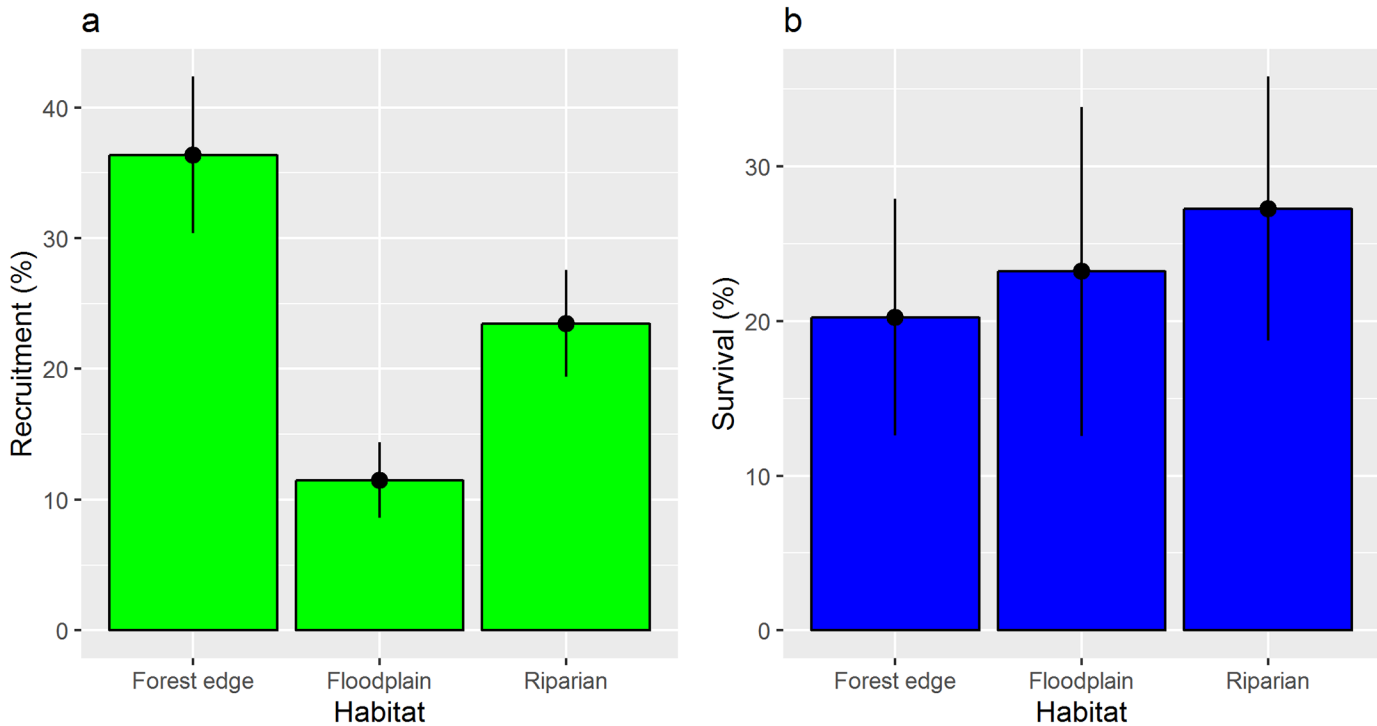 a
Recruitment (%)
40
30
20
10
0
Forest edge Floodplain Riparian
Habitat
b
Survival (%)
30
20
10
0
Forest edge Floodplain Riparian
Habitat